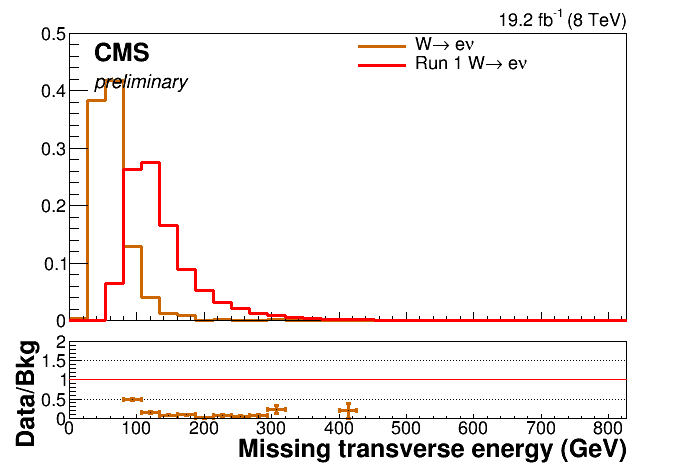 19.2 fb⁻¹ (8 TeV)
CMS
preliminary
W→ eν
Run 1 W→ eν
0.5
0.4
0.3
0.2
0.1
0
Data/Bkg
2
1.5
1
0.5
0
0 100 200 300 400 500 600 700 800
Missing transverse energy (GeV)